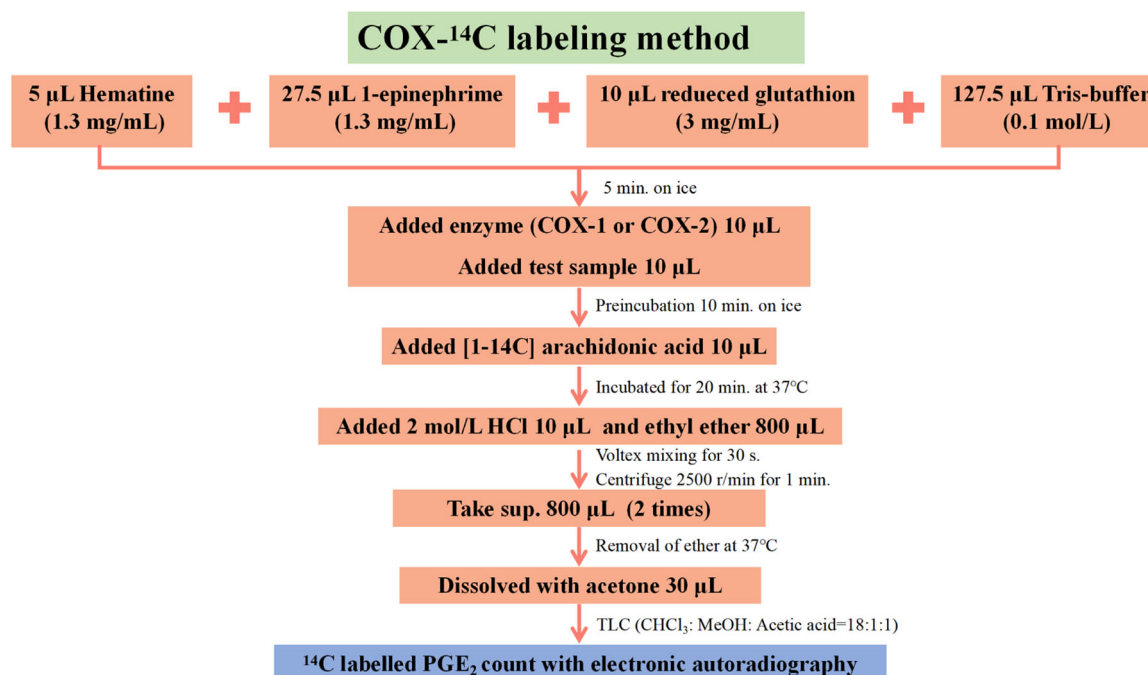 COX-¹⁴C labeling method
5 μL Hematine
(1.3 mg/mL)
+
27.5 μL 1-epinephrime
(1.3 mg/mL)
+
10 μL redueced glutathion
(3 mg/mL)
+
127.5 μL Tris-buffer
(0.1 mol/L)
5 min. on ice
Added enzyme (COX-1 or COX-2) 10 μL
Added test sample 10 μL
Preincubation 10 min. on ice
Added [1-14C] arachidonic acid 10 μL
Incubated for 20 min. at 37°C
Added 2 mol/L HCl 10 μL and ethyl ether 800 μL
Voltex mixing for 30 s.
Centrifuge 2500 r/min for 1 min.
Take sup. 800 μL (2 times)
Removal of ether at 37°C
Dissolved with acetone 30 μL
TLC (CHCl₃: MeOH: Acetic acid=18:1:1)
¹⁴C labelled PGE₂ count with electronic autoradiography